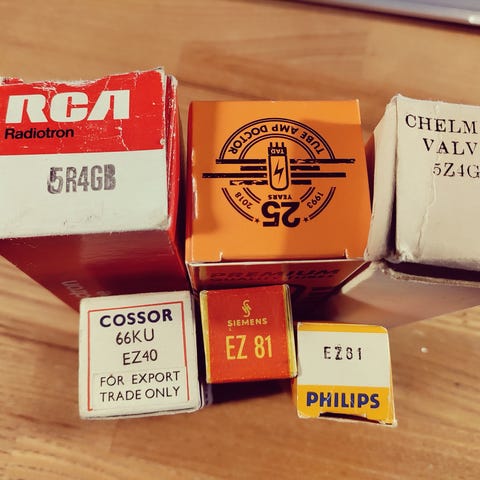 RCA
Radiotron
5R4GB
TUBE AMP DOCTOR
TAD
25
YEARS
1993
2018
PREMIUM
CHELM
VALV
5Z4G
COSSOR
66KU
EZ40
FOR EXPORT
TRADE ONLY
SIEMENS
EZ 81
EZ81
PHILIPS